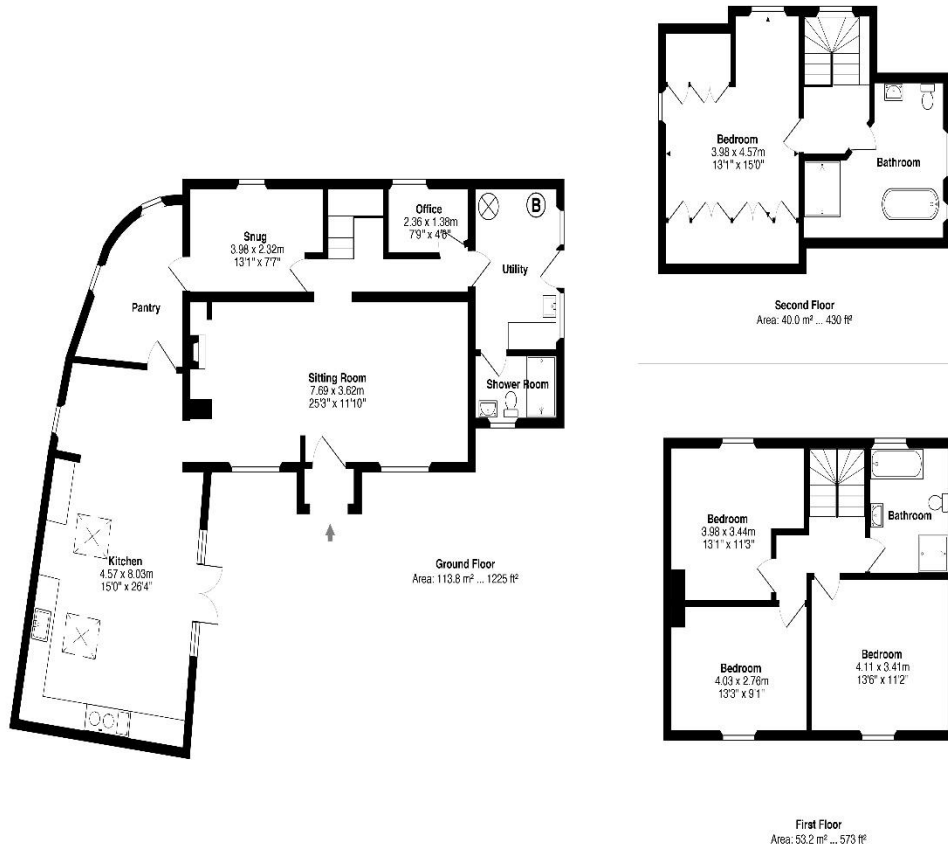 Bedroom
3.98 x 4.57m
13'1" x 15'0"
Bathroom
Second Floor
Area: 40.0 m² ... 430 ft²
Office
2.36 x 1.38m
7'9" x 4'6"
B
Snug
3.98 x 2.32m
13'1" x 7'7"
Utility
Pantry
Sitting Room
7.69 x 3.62m
25'3" x 11'10"
Shower Room
Kitchen
4.57 x 8.03m
15'0" x 26'4"
Ground Floor
Area: 113.8 m² ... 1225 ft²
Bedroom
3.98 x 3.44m
13'1" x 11'3"
Bathroom
Bedroom
4.03 x 2.76m
13'3" x 9'1"
Bedroom
4.11 x 3.41m
13'6" x 11'2"
First Floor
Area: 53.2 m² ... 573 ft²